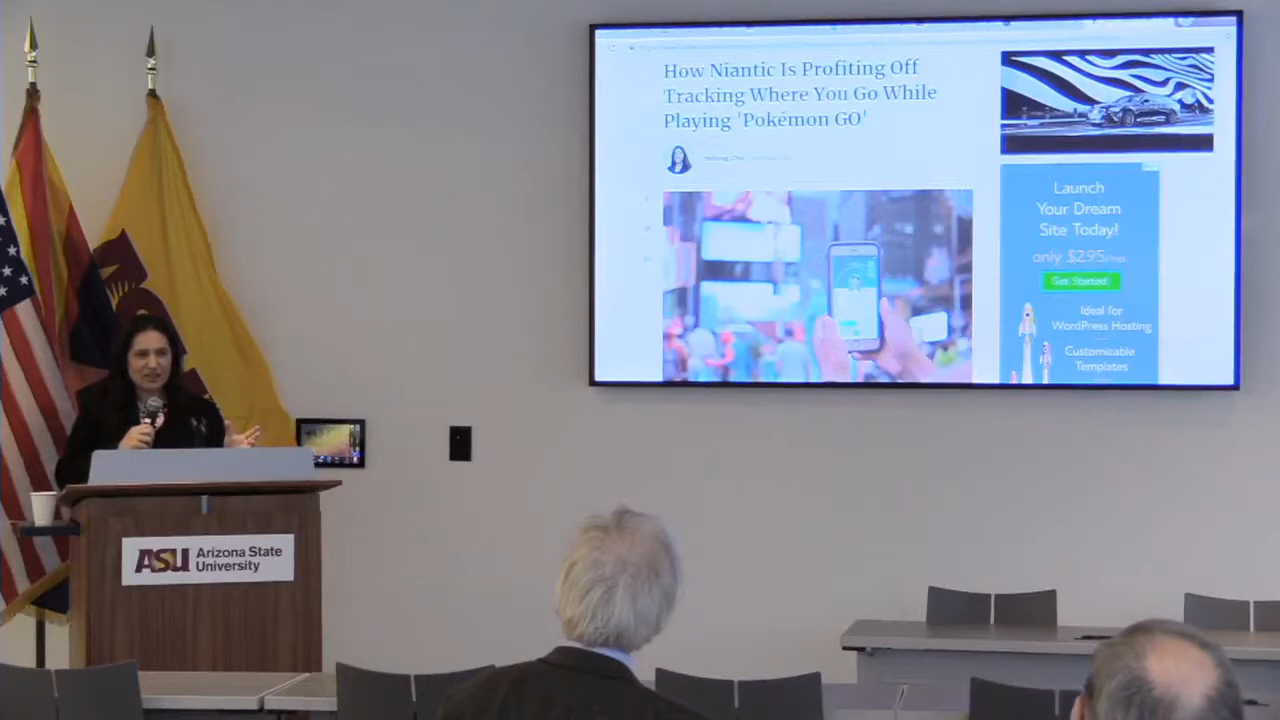 How Niantic Is Profiting Off
Tracking Where You Go While
Playing 'Pokémon GO'
Launch
Your Dream
Site Today!
only $2.95/mo
Get Started
Ideal for
WordPress Hosting
Customizable
Templates
ASU Arizona State
University